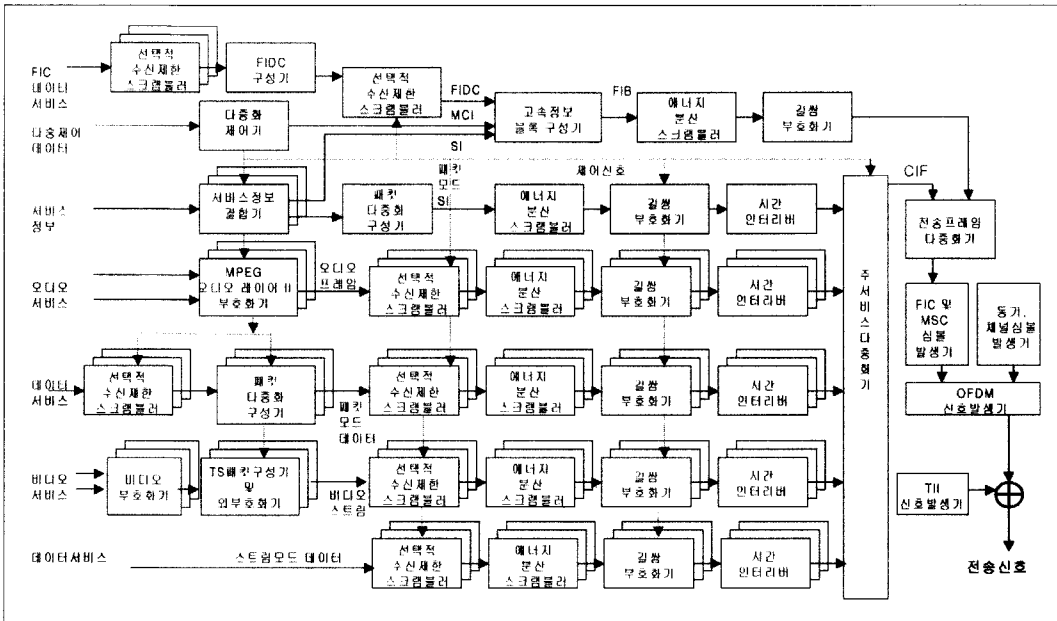 FIC
데이터
서비스
선택적
수신제한
스크램블러
FIDC
구성기
선택적
수신제한
스크램블러
FIDC
MCI
SI
다중제어
데이터
다중화
제어기
고속정보
블록 구성기
FIB
에너지
분산
스크램블러
길쌈
부호화기
서비스
정보
서비스정보
결합기
패킷
다중화
구성기
패킷
모드
SI
제어신호
에너지
분산
스크램블러
길쌈
부호화기
시간
인터리버
CIF
전송프레임
다중화기
오디오
서비스
MPEG
오디오 레이어 II
부호화기
오디오
프레임
선택적
수신제한
스크램블러
에너지
분산
스크램블러
길쌈
부호화기
시간
인터리버
주서비스다중화기
FIC 및
MSC
심볼
발생기
동기,
채널심볼
발생기
데이터
서비스
선택적
수신제한
스크램블러
패킷
다중화
구성기
패킷
모드
데이터
선택적
수신제한
스크램블러
에너지
분산
스크램블러
길쌈
부호화기
시간
인터리버
OFDM
신호발생기
비디오
서비스
비디오
부호화기
TS패킷구성기
및
외부호화기
비디오
스트림
선택적
수신제한
스크램블러
에너지
분산
스크램블러
길쌈
부호화기
시간
인터리버
TII
신호발생기
데이터서비스
스트림모드 데이터
선택적
수신제한
스크램블러
에너지
분산
스크램블러
길쌈
부호화기
시간
인터리버
전송신호